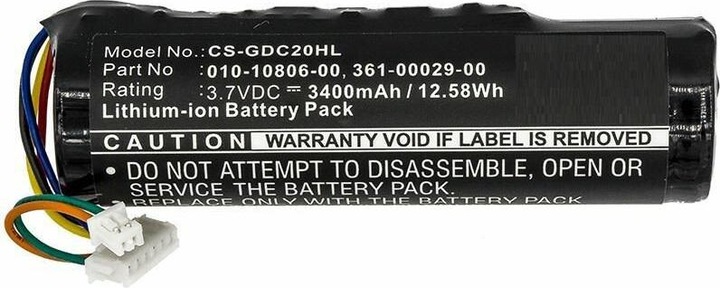 Model No.: CS-GDC20HL
Part No : 010-10806-00, 361-00029-00
Rating : 3.7VDC ⎓ 3400mAh / 12.58Wh
Lithium-ion Battery Pack
CAUTION WARRANTY VOID IF LABEL IS REMOVED
• DO NOT ATTEMPT TO DISASSEMBLE, OPEN OR
SERVICE THE BATTERY PACK.
REPLACE ONLY WITH THE BATTERY PACK